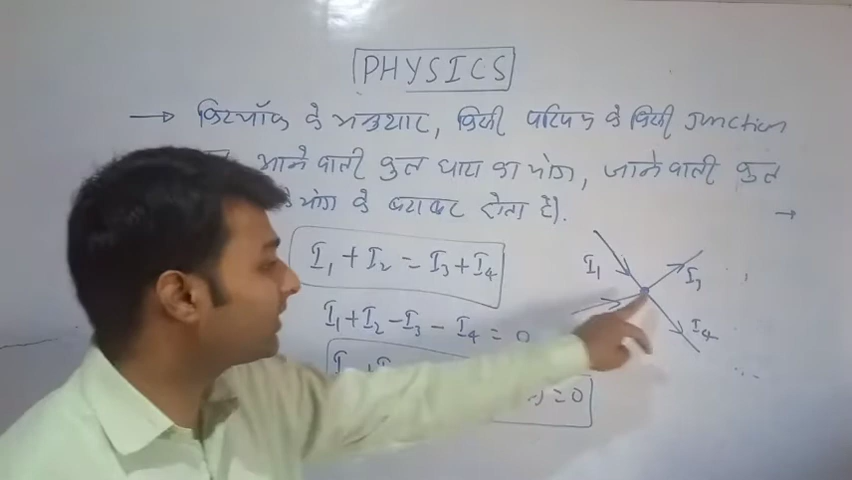 PHYSICS
→ किरचॉफ के अनुसार, किसी परिपथ के किसी Junction
आने वाली कुल धारा का योग, जाने वाली कुल
के योग के बराबर होता है।
I₁ + I₂ = I₃ + I₄
I₁ + I₂ - I₃ - I₄ = 0
= 0
I₁
I₃
I₄